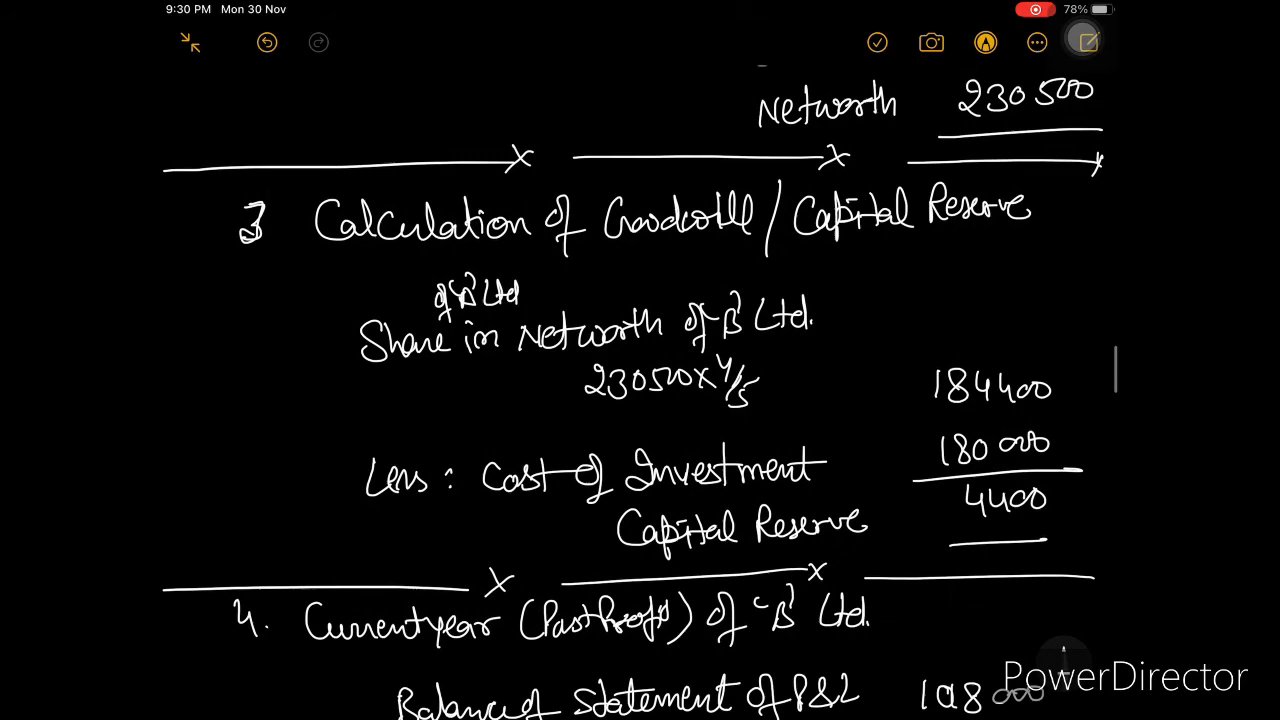 9:30 PM Mon 30 Nov
78%
Networth 230500
3 Calculation of Goodwill / Capital Reserve
of 'B' Ltd
Share in Networth of 'B' Ltd.
230500 x 4/5 184400
Less : Cost of Investment 180000
Capital Reserve 4400
4. Current year (Post Profit) of 'B' Ltd.
Balance of Statement of P&L 108000
PowerDirector